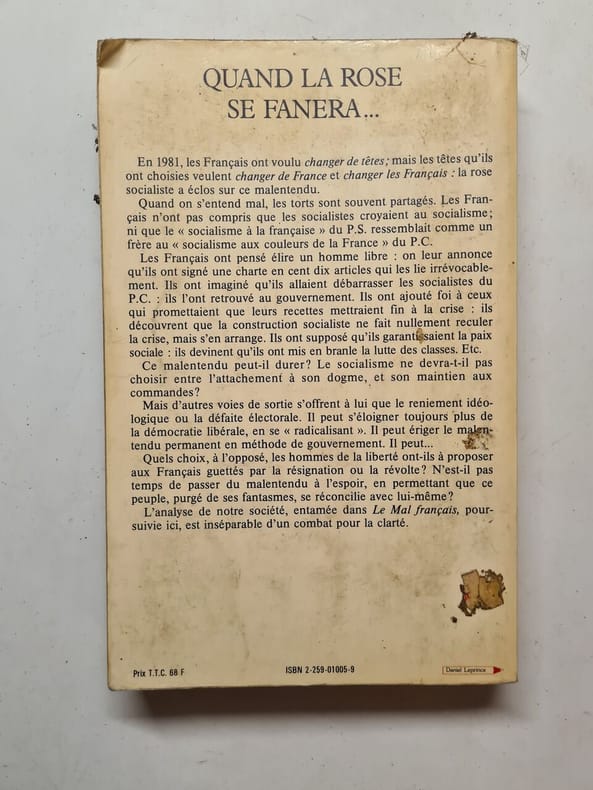 QUAND LA ROSE
SE FANERA...
En 1981, les Français ont voulu changer de têtes; mais les têtes qu'ils
ont choisies veulent changer de France et changer les Français : la rose
socialiste a éclos sur ce malentendu.
Quand on s'entend mal, les torts sont souvent partagés. Les Fran-
çais n'ont pas compris que les socialistes croyaient au socialisme;
ni que le « socialisme à la française » du P.S. ressemblait comme un
frère au « socialisme aux couleurs de la France » du P.C.
Les Français ont pensé élire un homme libre : on leur annonce
qu'ils ont signé une charte en cent dix articles qui les lie irrévocable-
ment. Ils ont imaginé qu'ils allaient débarrasser les socialistes du
P.C. : ils l'ont retrouvé au gouvernement. Ils ont ajouté foi à ceux
qui promettaient que leurs recettes mettraient fin à la crise : ils
découvrent que la construction socialiste ne fait nullement reculer
la crise, mais s'en arrange. Ils ont supposé qu'ils garantissaient la paix
sociale : ils devinent qu'ils ont mis en branle la lutte des classes. Etc.
Ce malentendu peut-il durer? Le socialisme ne devra-t-il pas
choisir entre l'attachement à son dogme, et son maintien aux
commandes?
Mais d'autres voies de sortie s'offrent à lui que le reniement idéo-
logique ou la défaite électorale. Il peut s'éloigner toujours plus de
la démocratie libérale, en se « radicalisant ». Il peut ériger le malen-
tendu permanent en méthode de gouvernement. Il peut...
Quels choix, à l'opposé, les hommes de la liberté ont-ils à proposer
aux Français guettés par la résignation ou la révolte? N'est-il pas
temps de passer du malentendu à l'espoir, en permettant que ce
peuple, purgé de ses fantasmes, se réconcilie avec lui-même?
L'analyse de notre société, entamée dans Le Mal français, pour-
suivie ici, est inséparable d'un combat pour la clarté.
Prix T.T.C. 68 F
ISBN 2-259-01005-9
Daniel Leprince